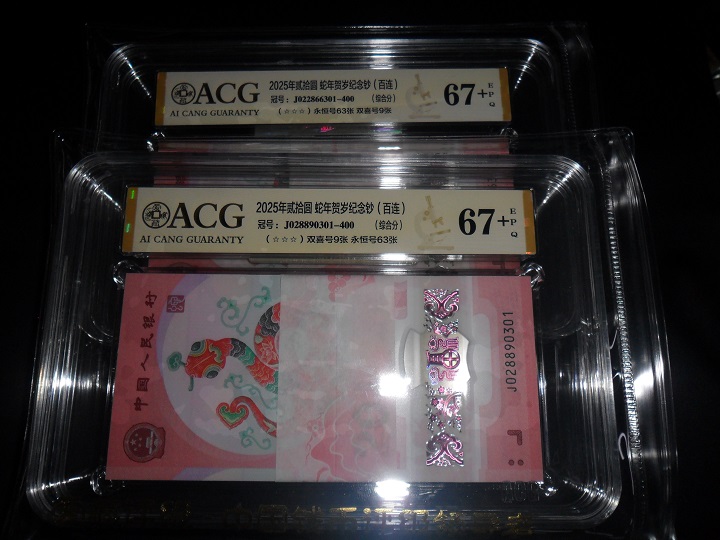 ACG
AI CANG GUARANTY
2025年贰拾圆 蛇年贺岁纪念钞(百连)
冠号:J022866301-400 (综合分)
(☆☆☆)永恒号63张 双喜号9张
67+
EPQ
ACG
AI CANG GUARANTY
2025年贰拾圆 蛇年贺岁纪念钞(百连)
冠号:J028890301-400 (综合分)
(☆☆☆)双喜号9张 永恒号63张
67+
EPQ
中国人民银行
J028890301